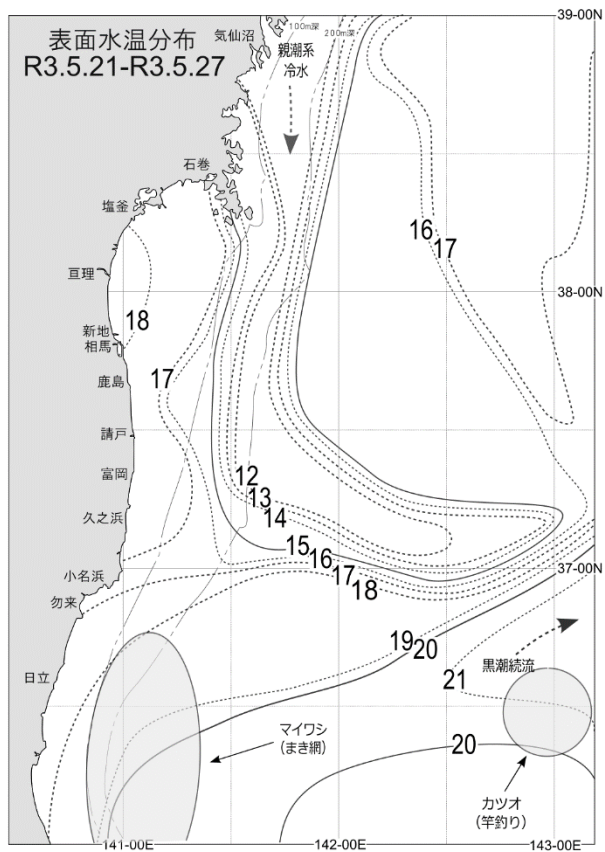 39-00N
表面水温分布
R3.5.21-R3.5.27
気仙沼
100m深
200m深
親潮系
冷水
石巻
塩釜
16
17
亘理
38-00N
18
新地
相馬
17
鹿島
請戸
富岡
12
13
14
久之浜
15
16
17
18
小名浜
37-00N
勿来
19
20
黒潮続流
日立
21
マイワシ
(まき網)
20
カツオ
(竿釣り)
141-00E
142-00E
143-00E